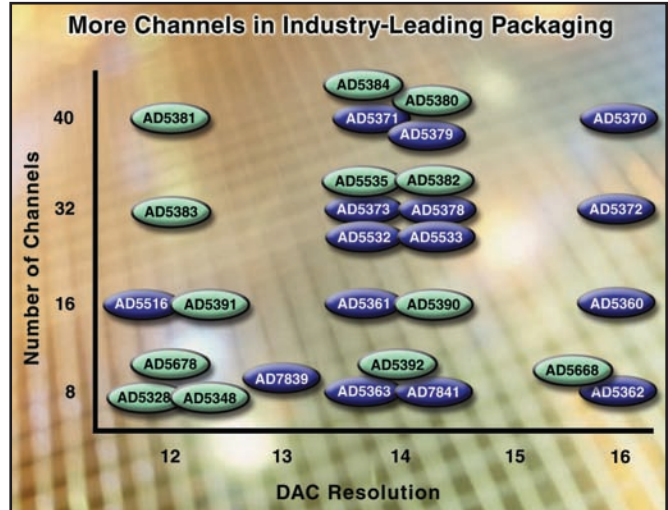 More Channels in Industry-Leading Packaging
AD5384
AD5380
40
AD5381
AD5371
AD5370
AD5379
AD5535
AD5382
32
AD5383
AD5373
AD5378
AD5372
AD5532
AD5533
Number of Channels
16
AD5516
AD5391
AD5361
AD5390
AD5360
AD5678
AD5392
AD5668
AD7839
8
AD5328
AD5348
AD5363
AD7841
AD5362
12
13
14
15
16
DAC Resolution